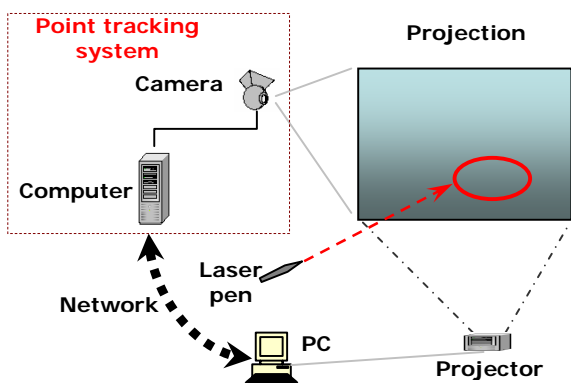 Point tracking
system
Projection
Camera
Computer
Laser
pen
Network
PC
Projector